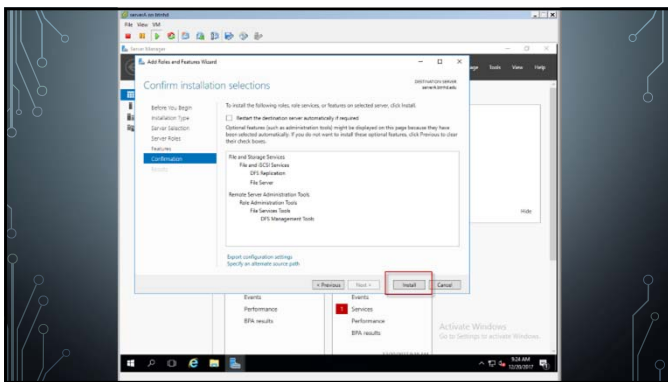 File View VM
Server Manager
Tools View Help
Add Roles and Features Wizard
Confirm installation selections
DESTINATION SERVER
Before You Begin
Installation Type
Server Selection
Server Roles
Features
Confirmation
Results
To install the following roles, role services, or features on selected server, click Install.
Restart the destination server automatically if required
Optional features (such as administration tools) might be displayed on this page because they have
been selected automatically. If you do not want to install these optional features, click Previous to clear
their check boxes.
File and Storage Services
File and iSCSI Services
DFS Replication
File Server
Remote Server Administration Tools
Role Administration Tools
File Services Tools
DFS Management Tools
Export configuration settings
Specify an alternate source path
< Previous
Next >
Install
Cancel
Hide
Events
Performance
BPA results
Events
1 Services
Performance
BPA results
Activate Windows
Go to Settings to activate Windows.
9:24 AM
12/20/2017